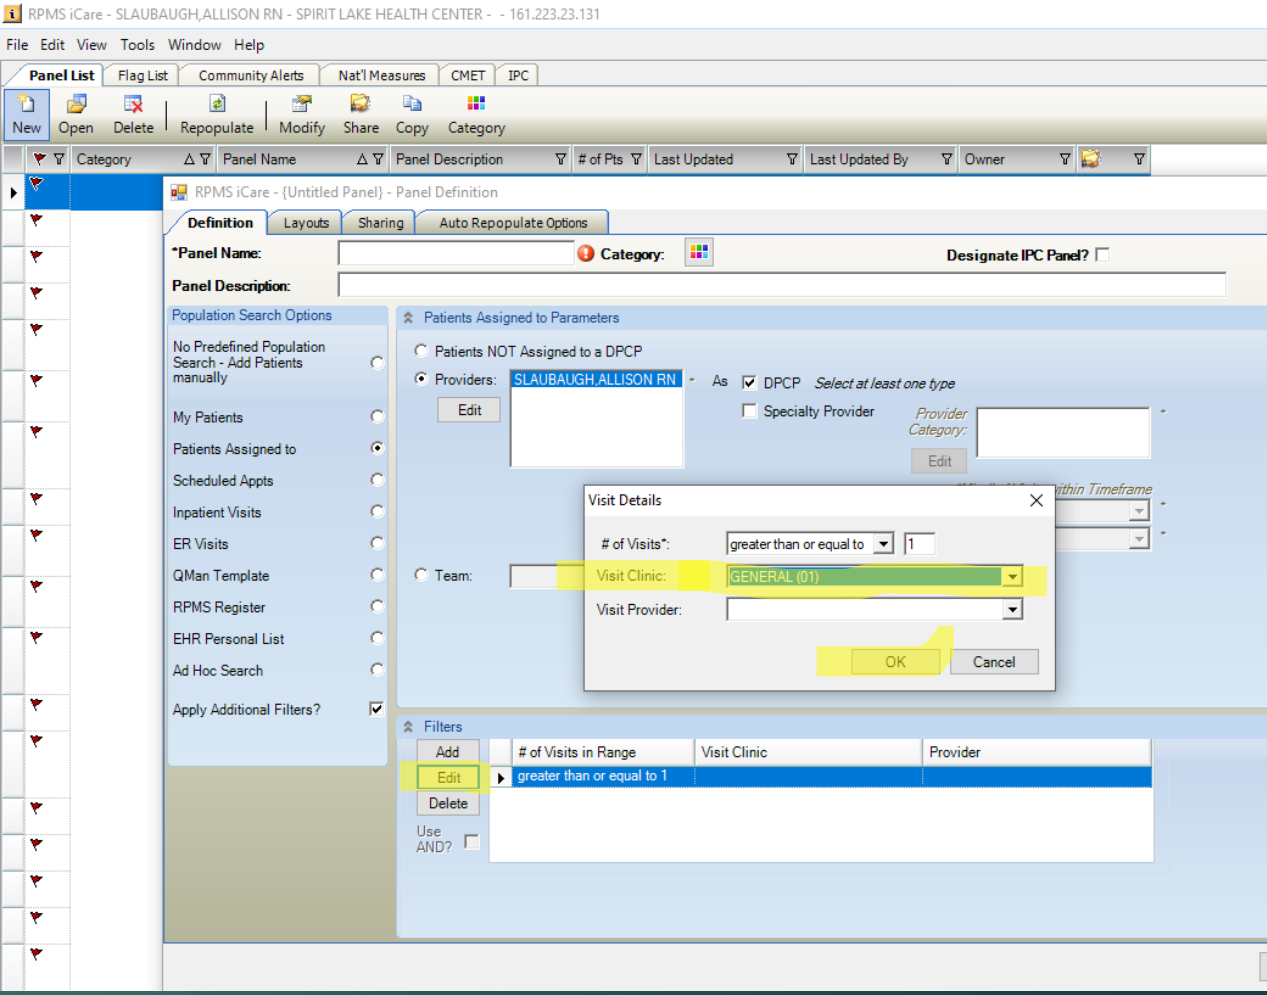 RPMS iCare - SLAUBAUGH,ALLISON RN - SPIRIT LAKE HEALTH CENTER - - 161.223.23.131
File Edit View Tools Window Help
Panel List Flag List Community Alerts Nat'l Measures CMET IPC
New Open Delete Repopulate Modify Share Copy Category
Category Panel Name Panel Description # of Pts Last Updated Last Updated By Owner
RPMS iCare - {Untitled Panel} - Panel Definition
Definition Layouts Sharing Auto Repopulate Options
*Panel Name: Category: Designate IPC Panel?
Panel Description:
Population Search Options
No Predefined Population
Search - Add Patients
manually
My Patients
Patients Assigned to
Scheduled Appts
Inpatient Visits
ER Visits
QMan Template
RPMS Register
EHR Personal List
Ad Hoc Search
Apply Additional Filters?
Patients Assigned to Parameters
Patients NOT Assigned to a DPCP
Providers: SLAUBAUGH,ALLISON RN As DPCP Select at least one type
Edit Specialty Provider Provider
Category:
Edit
within Timeframe
Team:
Visit Details
# of Visits*: greater than or equal to 1
Visit Clinic: GENERAL (01)
Visit Provider:
OK Cancel
Filters
Add # of Visits in Range Visit Clinic Provider
Edit greater than or equal to 1
Delete
Use
AND?